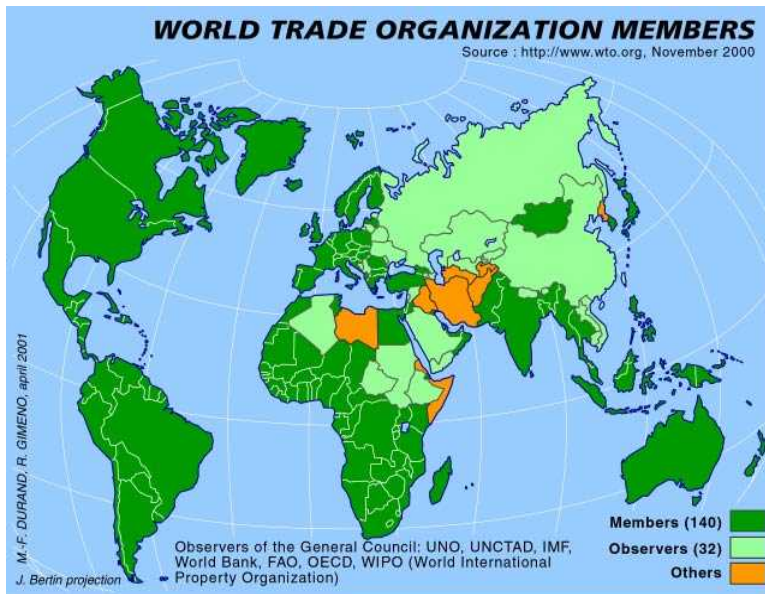 WORLD TRADE ORGANIZATION MEMBERS
Source : http://www.wto.org, November 2000
M.-F. DURAND, R. GIMENO, april 2001
J. Bertin projection
Observers of the General Council: UNO, UNCTAD, IMF,
World Bank, FAO, OECD, WIPO (World International
Property Organization)
Members (140)
Observers (32)
Others